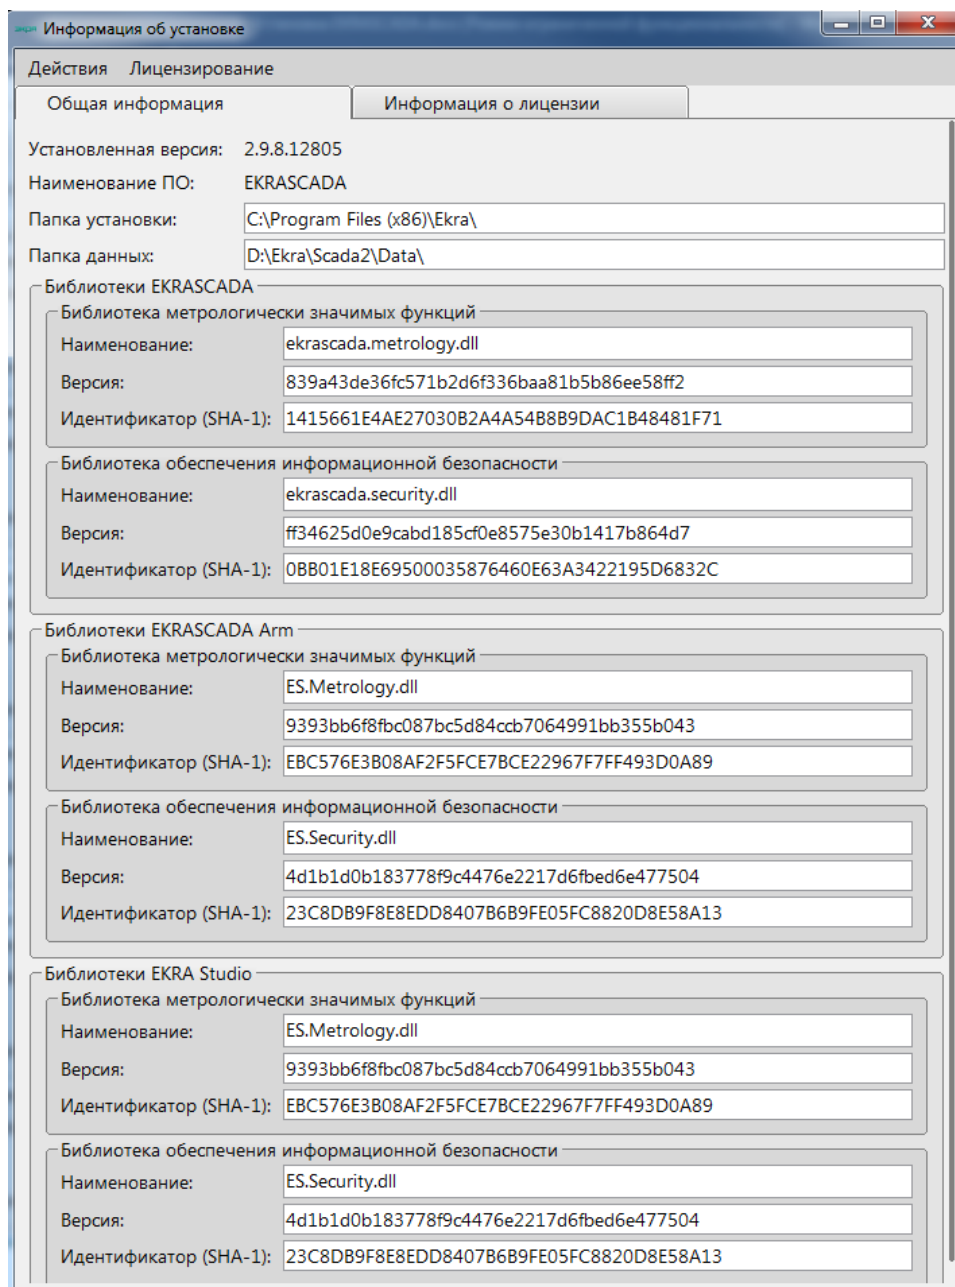 Информация об установке
Действия Лицензирование
Общая информация Информация о лицензии
Установленная версия: 2.9.8.12805
Наименование ПО: EKRASCADA
Папка установки: C:\Program Files (x86)\Ekra\
Папка данных: D:\Ekra\Scada2\Data\
Библиотеки EKRASCADA
Библиотека метрологически значимых функций
Наименование: ekrascada.metrology.dll
Версия: 839a43de36fc571b2d6f336baa81b5b86ee58ff2
Идентификатор (SHA-1): 1415661E4AE27030B2A4A54B8B9DAC1B48481F71
Библиотека обеспечения информационной безопасности
Наименование: ekrascada.security.dll
Версия: ff34625d0e9cabd185cf0e8575e30b1417b864d7
Идентификатор (SHA-1): 0BB01E18E69500035876460E63A3422195D6832C
Библиотеки EKRASCADA Arm
Библиотека метрологически значимых функций
Наименование: ES.Metrology.dll
Версия: 9393bb6f8fbc087bc5d84ccb7064991bb355b043
Идентификатор (SHA-1): EBC576E3B08AF2F5FCE7BCE22967F7FF493D0A89
Библиотека обеспечения информационной безопасности
Наименование: ES.Security.dll
Версия: 4d1b1d0b183778f9c4476e2217d6fbed6e477504
Идентификатор (SHA-1): 23C8DB9F8E8EDD8407B6B9FE05FC8820D8E58A13
Библиотеки EKRA Studio
Библиотека метрологически значимых функций
Наименование: ES.Metrology.dll
Версия: 9393bb6f8fbc087bc5d84ccb7064991bb355b043
Идентификатор (SHA-1): EBC576E3B08AF2F5FCE7BCE22967F7FF493D0A89
Библиотека обеспечения информационной безопасности
Наименование: ES.Security.dll
Версия: 4d1b1d0b183778f9c4476e2217d6fbed6e477504
Идентификатор (SHA-1): 23C8DB9F8E8EDD8407B6B9FE05FC8820D8E58A13